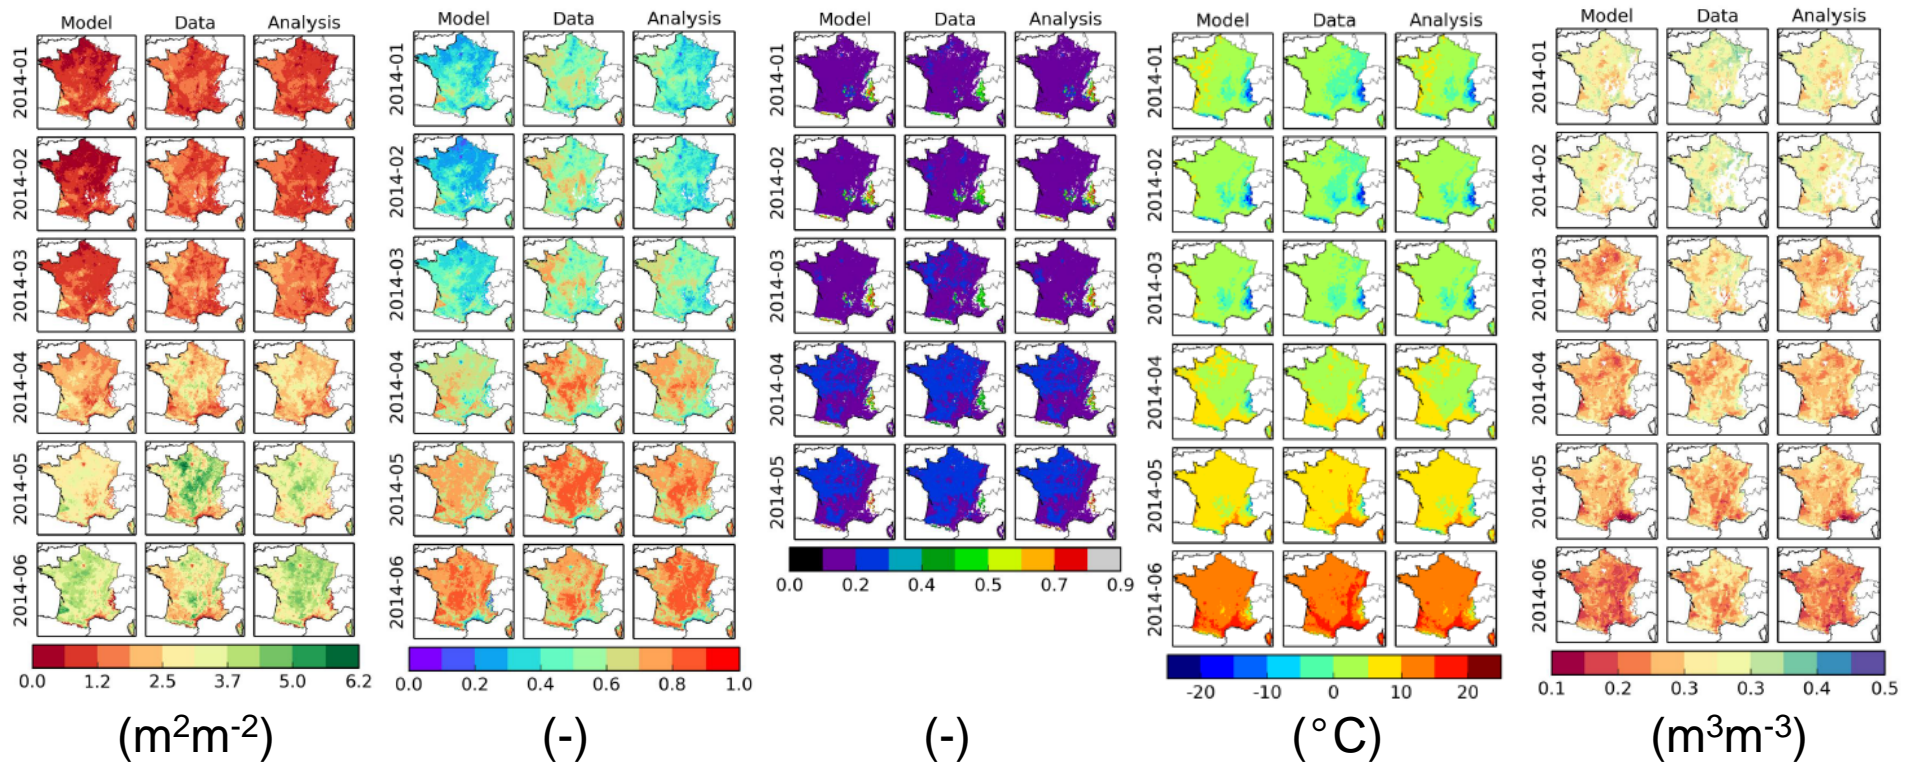 Model Data Analysis
2014-01
2014-02
2014-03
2014-04
2014-05
2014-06
0.0 1.2 2.5 3.7 5.0 6.2
(m²m⁻²)
Model Data Analysis
2014-01
2014-02
2014-03
2014-04
2014-05
2014-06
0.0 0.2 0.4 0.6 0.8 1.0
(-)
Model Data Analysis
2014-01
2014-02
2014-03
2014-04
2014-05
0.0 0.2 0.4 0.5 0.7 0.9
(-)
Model Data Analysis
2014-01
2014-02
2014-03
2014-04
2014-05
2014-06
-20 -10 0 10 20
(°C)
Model Data Analysis
2014-01
2014-02
2014-03
2014-04
2014-05
2014-06
0.1 0.2 0.3 0.3 0.4 0.5
(m³m⁻³)